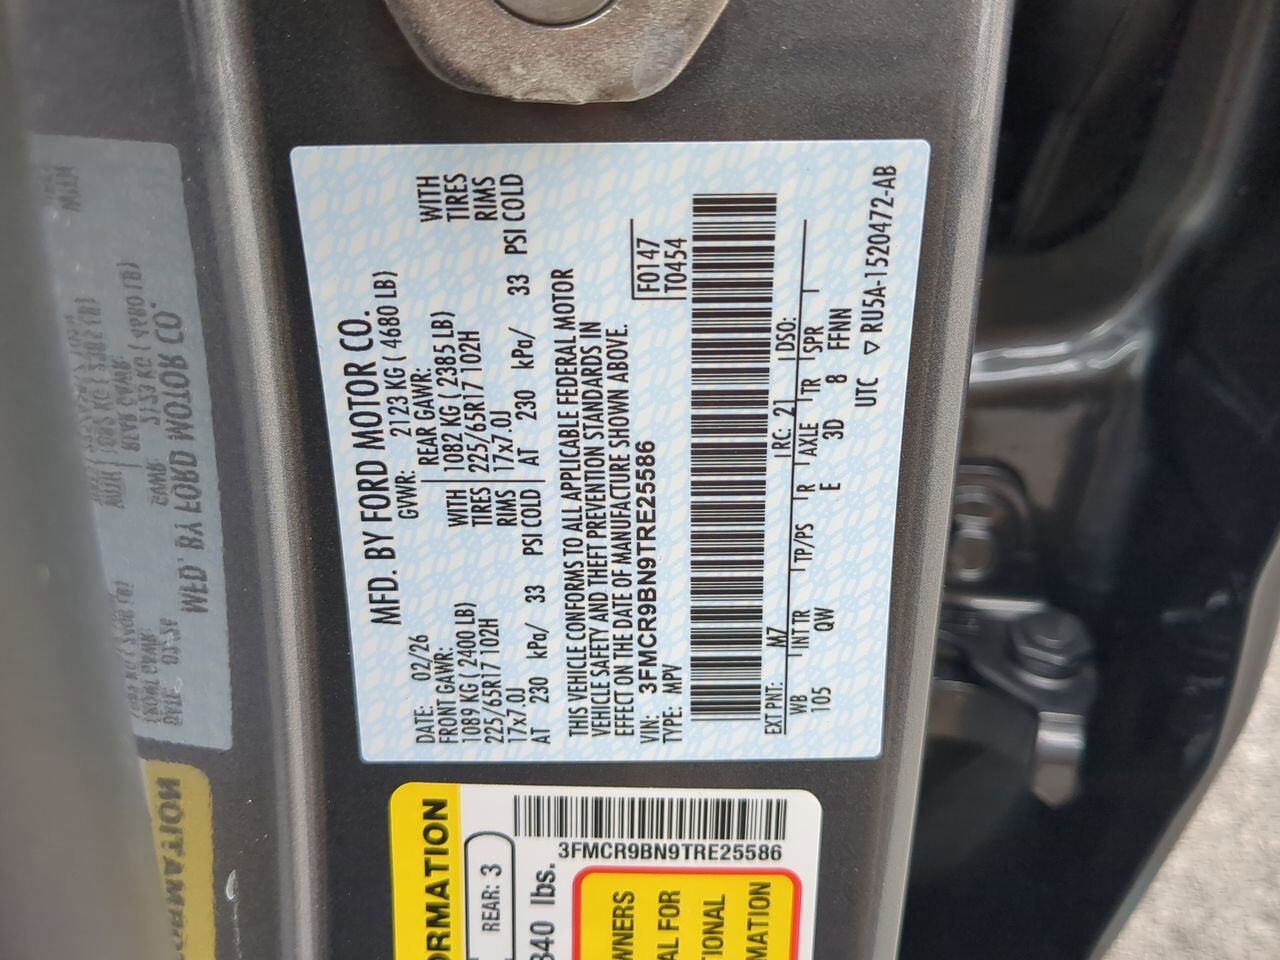 MFD. BY FORD MOTOR CO.
DATE: 02/26 GVWR: 2123 KG ( 4680 LB)
FRONT GAWR: REAR GAWR:
1089 KG ( 2400 LB) WITH 1082 KG ( 2385 LB) WITH
225/65R17 102H TIRES 225/65R17 102H TIRES
17x7.0J RIMS 17x7.0J RIMS
AT 230 kPa/ 33 PSI COLD AT 230 kPa/ 33 PSI COLD
THIS VEHICLE CONFORMS TO ALL APPLICABLE FEDERAL MOTOR
VEHICLE SAFETY AND THEFT PREVENTION STANDARDS IN
EFFECT ON THE DATE OF MANUFACTURE SHOWN ABOVE.
VIN: 3FMCR9BN9TRE25586 F0147
TYPE: MPV T0454
EXT PNT: M7 RC: 21 DSO:
WB INT TR TP/PS R AXLE TR SPR
105 QW E 3D 8 FFNN
UTC ▽ RU5A-1520472-AB
ORMATION
REAR: 3
3FMCR9BN9TRE25586
340 lbs.
WNERS
AL FOR
TIONAL
MATION